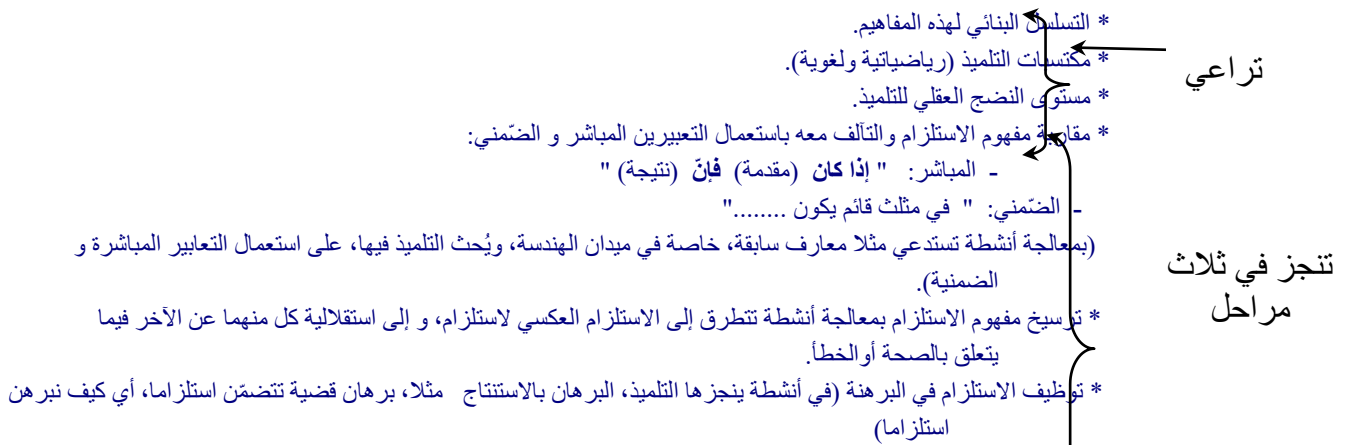 * التسلسل البنائي لهذه المفاهيم.
* مكتسبات التلميذ (رياضياتية ولغوية).
تراعي
* مستوى النضج العقلي للتلميذ.
* مقاربة مفهوم الاستلزام والتآلف معه باستعمال التعبيرين المباشر و الضّمني:
- المباشر: " إذا كان (مقدمة) فإنّ (نتيجة) "
- الضّمني: " في مثلث قائم يكون ........"
(بمعالجة أنشطة تستدعي مثلا معارف سابقة، خاصة في ميدان الهندسة، ويُحث التلميذ فيها، على استعمال التعابير المباشرة و
الضمنية).
تنجز في ثلاث
مراحل
* ترسيخ مفهوم الاستلزام بمعالجة أنشطة تتطرق إلى الاستلزام العكسي لاستلزام، و إلى استقلالية كل منهما عن الآخر فيما
يتعلق بالصحة أوالخطأ.
* توظيف الاستلزام في البرهنة (في أنشطة ينجزها التلميذ، البرهان بالاستنتاج مثلا، برهان قضية تتضمّن استلزاما، أي كيف نبرهن
استلزاما)